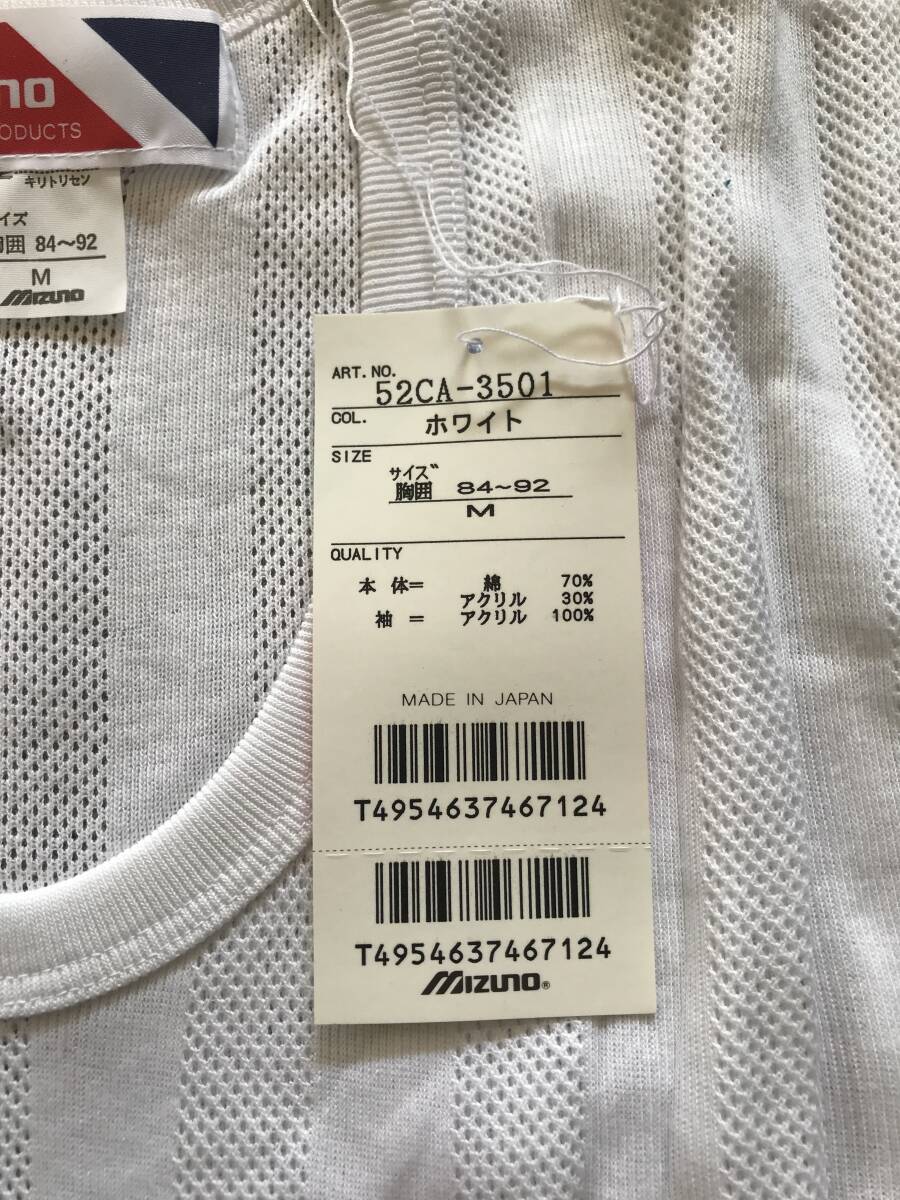 no
ODUCTS
キリトリセン
イズ
囲 84～92
M
MIZUNO
ART. NO.
52CA-3501
COL.
ホワイト
SIZE
サイズ
胸囲 84～92
M
QUALITY
本 体＝ 綿 70%
アクリル 30%
袖 ＝ アクリル 100%
MADE IN JAPAN
T4954637467124
T4954637467124
MIZUNO®